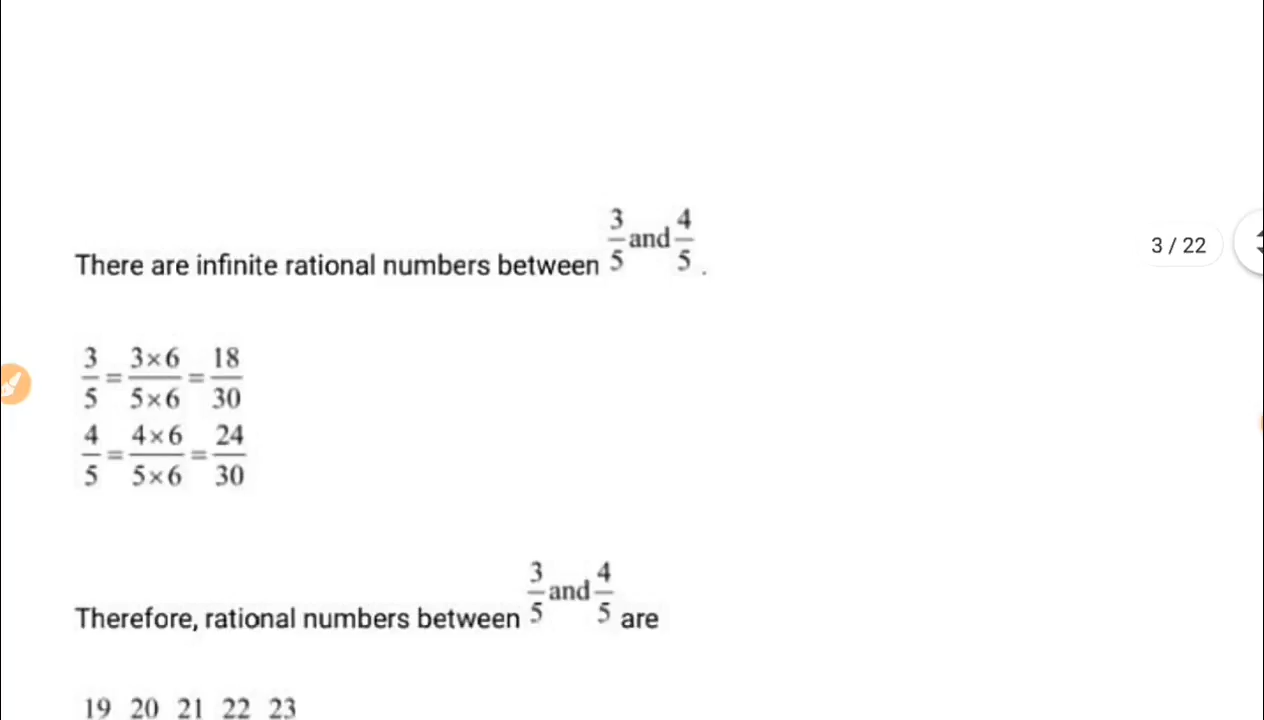 There are infinite rational numbers between 3/5 and 4/5 .
3 / 22
3/5 = 3×6/5×6 = 18/30
4/5 = 4×6/5×6 = 24/30
Therefore, rational numbers between 3/5 and 4/5 are
19 20 21 22 23